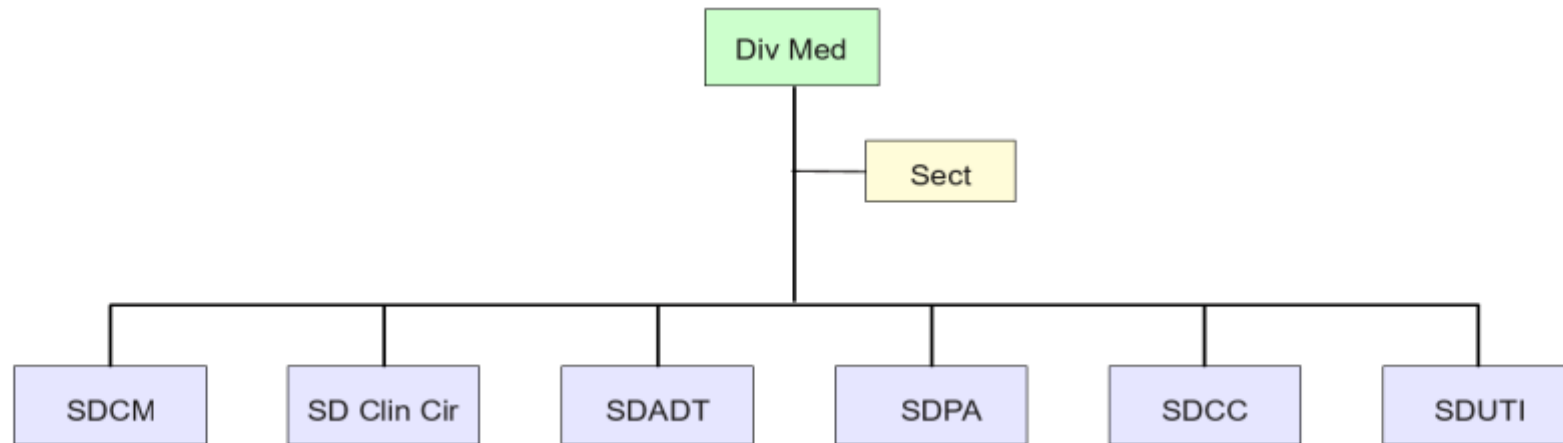 Div Med
Sect
SDCM
SD Clin Cir
SDADT
SDPA
SDCC
SDUTI